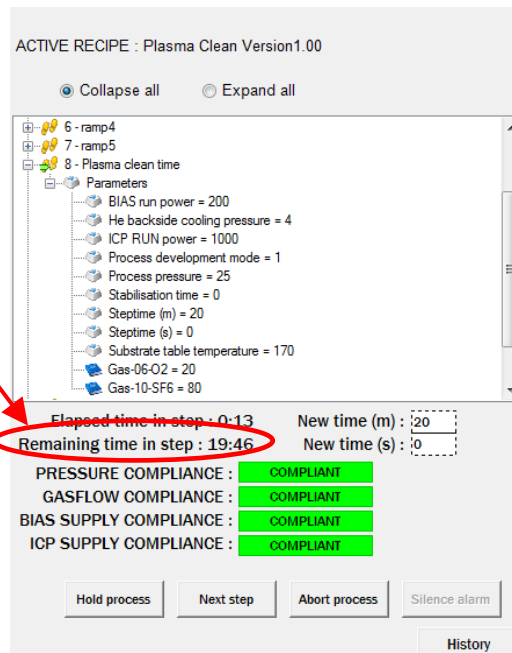 ACTIVE RECIPE : Plasma Clean Version1.00
Collapse all Expand all
6 - ramp4
7 - ramp5
8 - Plasma clean time
Parameters
BIAS run power = 200
He backside cooling pressure = 4
ICP RUN power = 1000
Process development mode = 1
Process pressure = 25
Stabilisation time = 0
Steptime (m) = 20
Steptime (s) = 0
Substrate table temperature = 170
Gas-06-O2 = 20
Gas-10-SF6 = 80
Elapsed time in step : 0:13 New time (m) : 20
Remaining time in step : 19:46 New time (s) : 0
PRESSURE COMPLIANCE : COMPLIANT
GASFLOW COMPLIANCE : COMPLIANT
BIAS SUPPLY COMPLIANCE : COMPLIANT
ICP SUPPLY COMPLIANCE : COMPLIANT
Hold process Next step Abort process Silence alarm
History